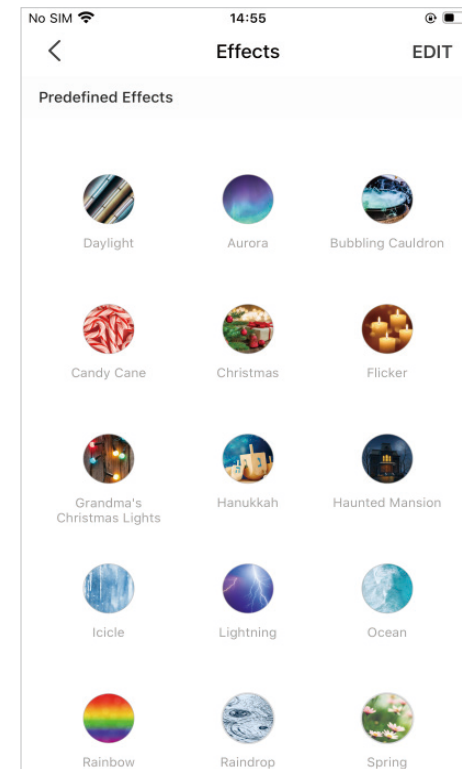 No SIM 14:55
Effects EDIT
Predefined Effects
Daylight Aurora Bubbling Cauldron
Candy Cane Christmas Flicker
Grandma's
Christmas Lights Hanukkah Haunted Mansion
Icicle Lightning Ocean
Rainbow Raindrop Spring